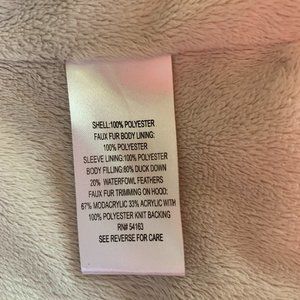 SHELL:100% POLYESTER
FAUX FUR BODY LINING:
100% POLYESTER
SLEEVE LINING:100% POLYESTER
BODY FILLING:80% DUCK DOWN
20% WATERFOWL FEATHERS
FAUX FUR TRIMMING ON HOOD:
67% MODACRYLIC 33% ACRYLIC WITH
100% POLYESTER KNIT BACKING
RN# 54163
SEE REVERSE FOR CARE